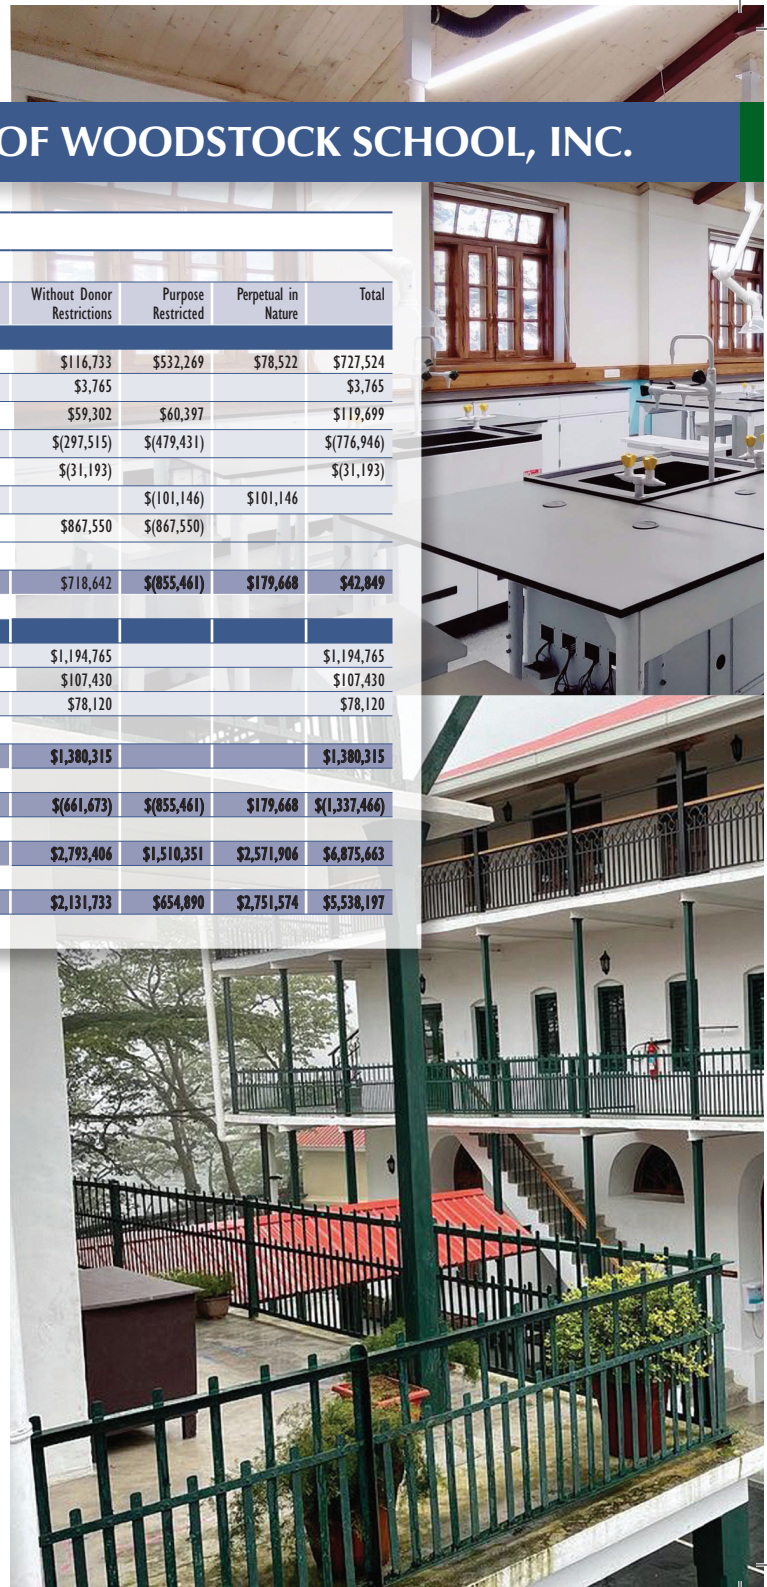 OF WOODSTOCK SCHOOL, INC.
Without Donor Restrictions Purpose Restricted Perpetual in Nature Total
$116,733 $532,269 $78,522 $727,524
$3,765 $3,765
$59,302 $60,397 $119,699
$(297,515) $(479,431) $(776,946)
$(31,193) $(31,193)
$(101,146) $101,146
$867,550 $(867,550)
$718,642 $(855,461) $179,668 $42,849
$1,194,765 $1,194,765
$107,430 $107,430
$78,120 $78,120
$1,380,315 $1,380,315
$(661,673) $(855,461) $179,668 $(1,337,466)
$2,793,406 $1,510,351 $2,571,906 $6,875,663
$2,131,733 $654,890 $2,751,574 $5,538,197